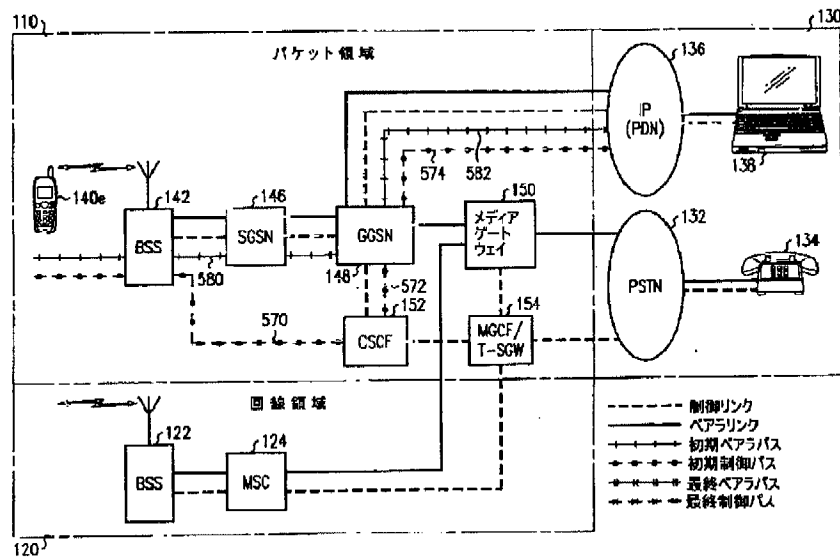 110
130
パケット領域
136
IP
(PDN)
138
574
582
140e
142
146
150
BSS
SGSN
GGSN
メディア
ゲート
ウェイ
132
134
PSTN
580
148
572
152
154
570
CSCF
MGCF/
T-SGW
回線領域
122
124
BSS
MSC
120
制御リンク
ベアラリンク
初期ベアラパス
初期制御パス
最終ベアラパス
最終制御パス